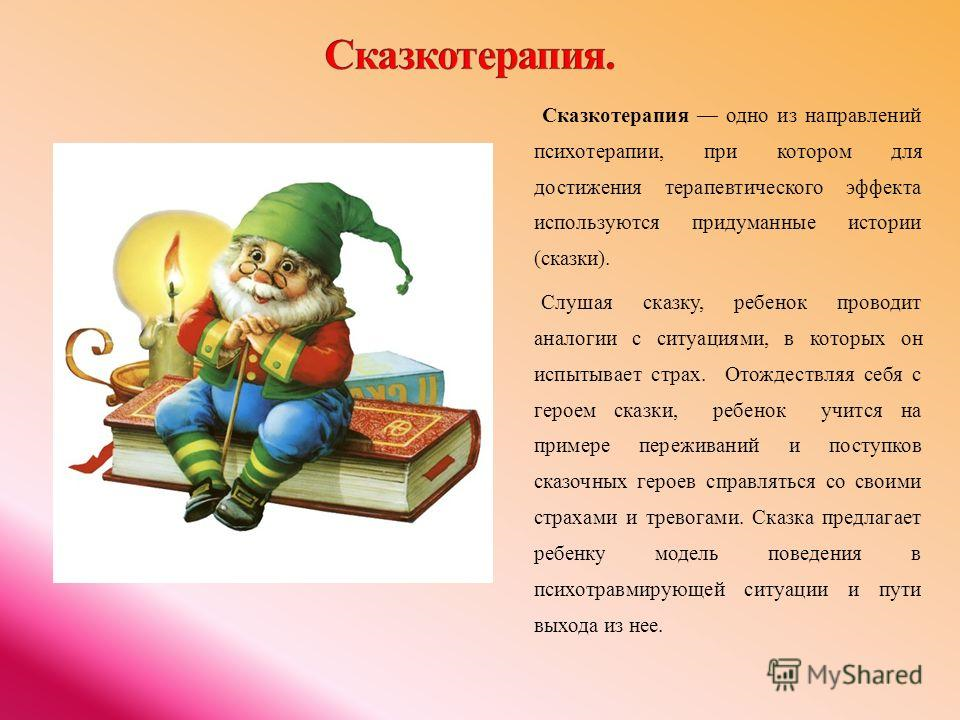 Сказкотерапия.
Сказкотерапия — одно из направлений
психотерапии, при котором для
достижения терапевтического эффекта
используются придуманные истории
(сказки).
Слушая сказку, ребенок проводит
аналогии с ситуациями, в которых он
испытывает страх. Отождествляя себя с
героем сказки, ребенок учится на
примере переживаний и поступков
сказочных героев справляться со своими
страхами и тревогами. Сказка предлагает
ребенку модель поведения в
психотравмирующей ситуации и пути
выхода из нее.
MyShared